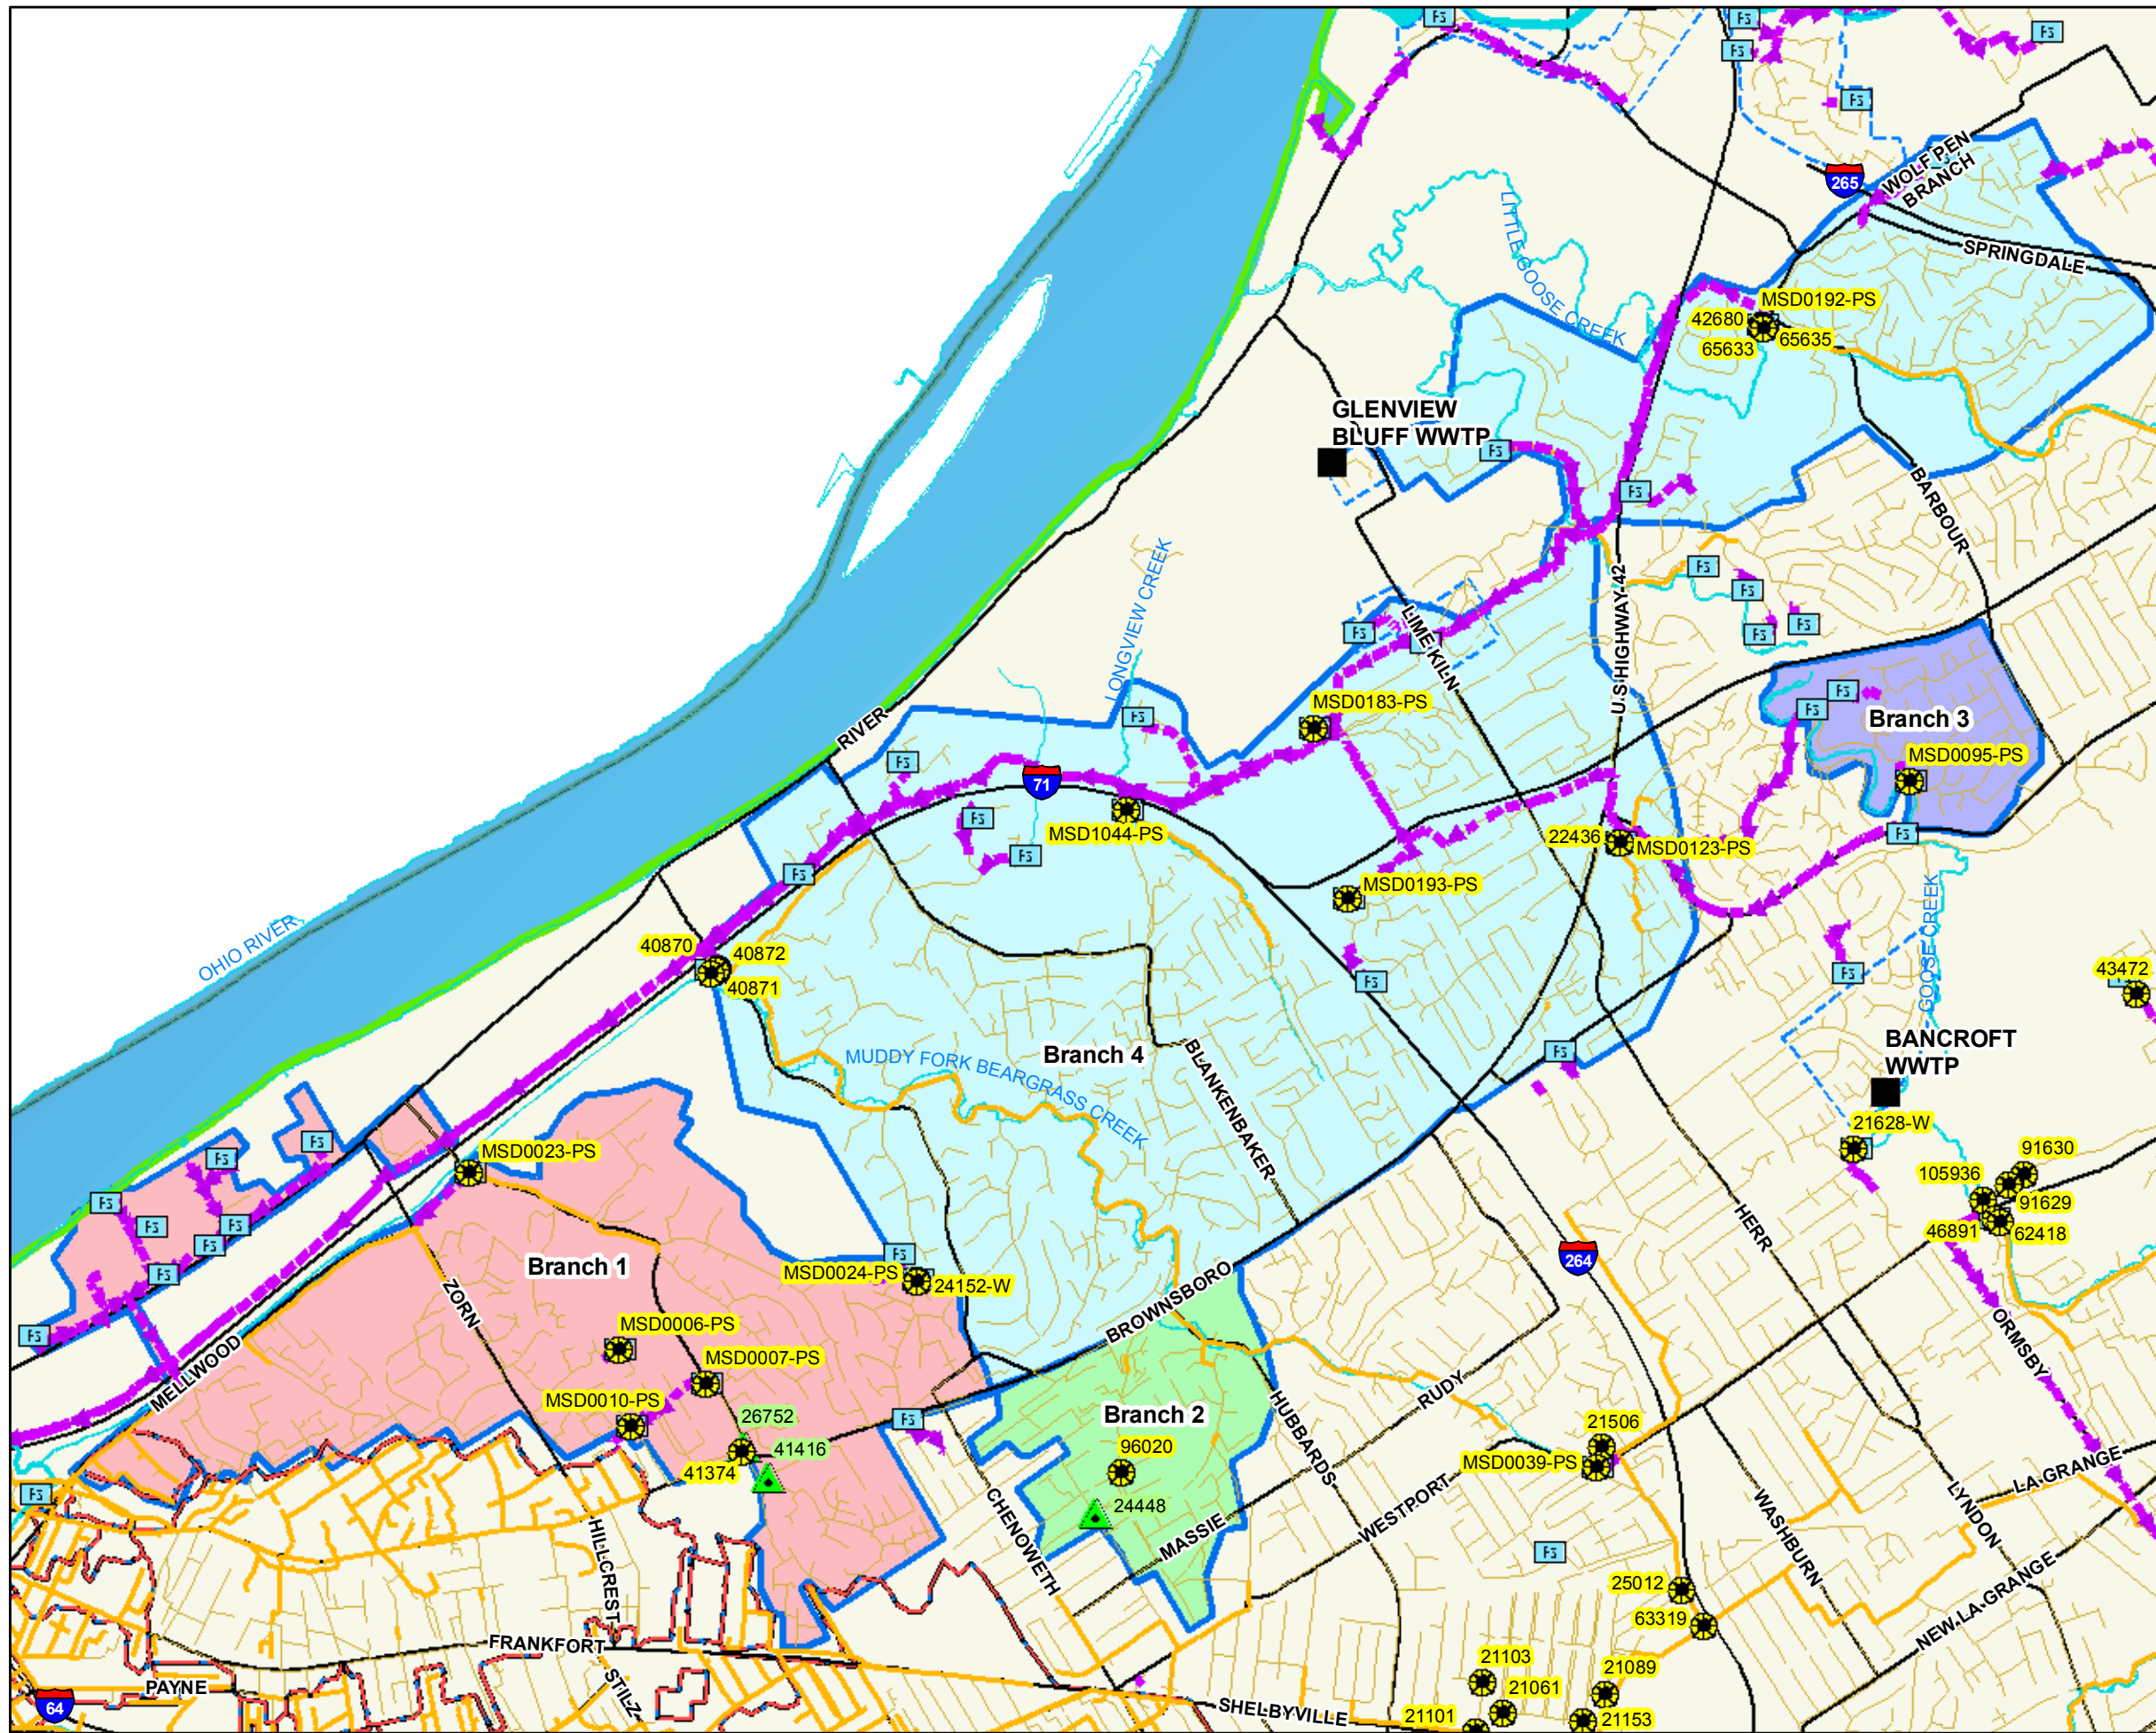 265
WOLF PEN
BRANCH
SPRINGDALE
LITTLE GOOSE CREEK
MSD0192-PS
42680
65635
65633
GLENVIEW
BLUFF WWTP
BARBOUR
LONGVIEW CREEK
U.S HIGHWAY 42
LIME KILN
MSD0183-PS
RIVER
Branch 3
MSD0095-PS
71
MSD1044-PS
22436
MSD0123-PS
MSD0193-PS
OHIO RIVER
40870
40872
40871
GOOSE CREEK
43472
BANCROFT
WWTP
Branch 4
MUDDY FORK BEARGRASS CREEK
BLANKENBAKER
21628-W
91630
105936
91629
46891
62418
MSD0023-PS
HERR
264
Branch 1
MSD0024-PS
24152-W
ZORN
BROWNSBORO
MSD0006-PS
MELLWOOD
MSD0007-PS
MSD0010-PS
26752
41416
41374
Branch 2
96020
24448
HUBBARDS
RUDY
ORMSBY
21506
MSD0039-PS
LA GRANGE
WESTPORT
MASSIE
CHENOWETH
WASHBURN
LYNDON
HILLCREST
25012
63319
NEW LA GRANGE
FRANKFORT
STILZ
PAYNE
64
21103
21089
21061
21101
21153
SHELBYVILLE